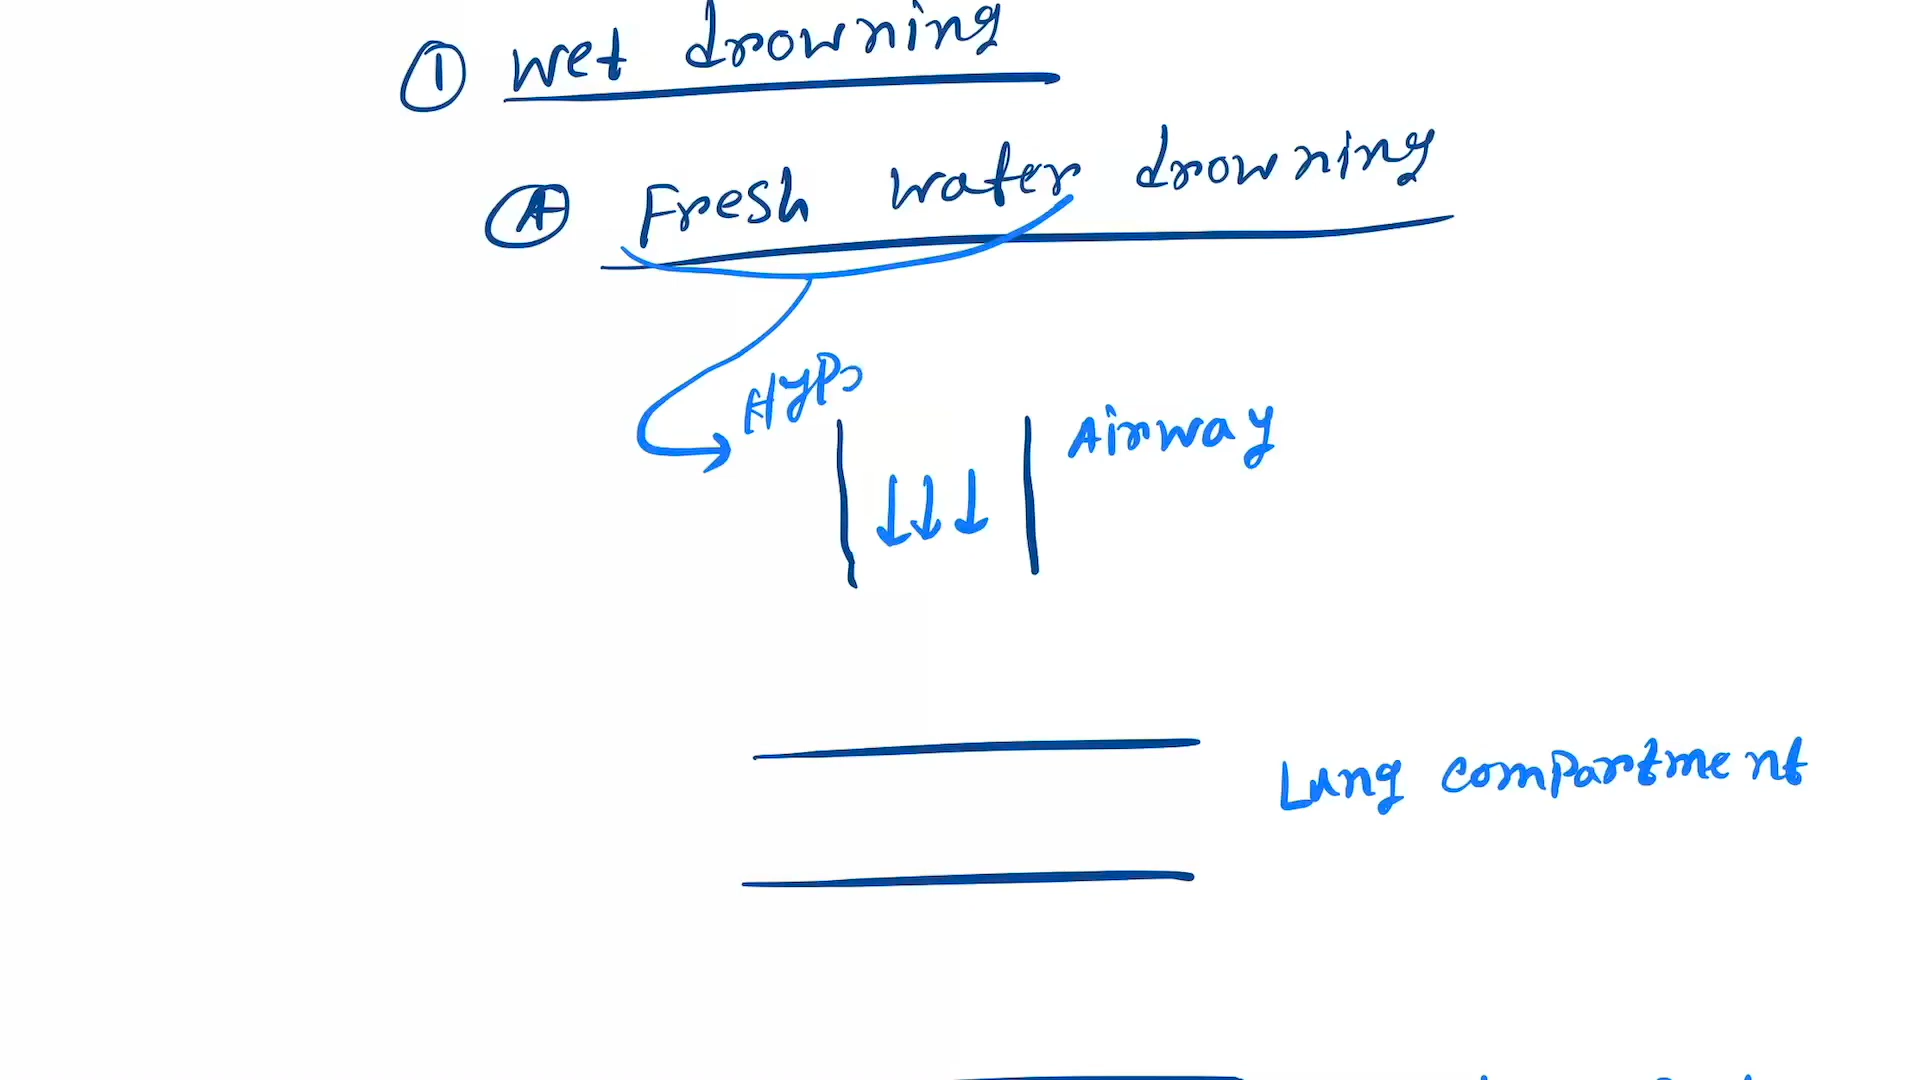 ① Wet drowning
Ⓐ Fresh water drowning
Hypo
Airway
Lung compartment